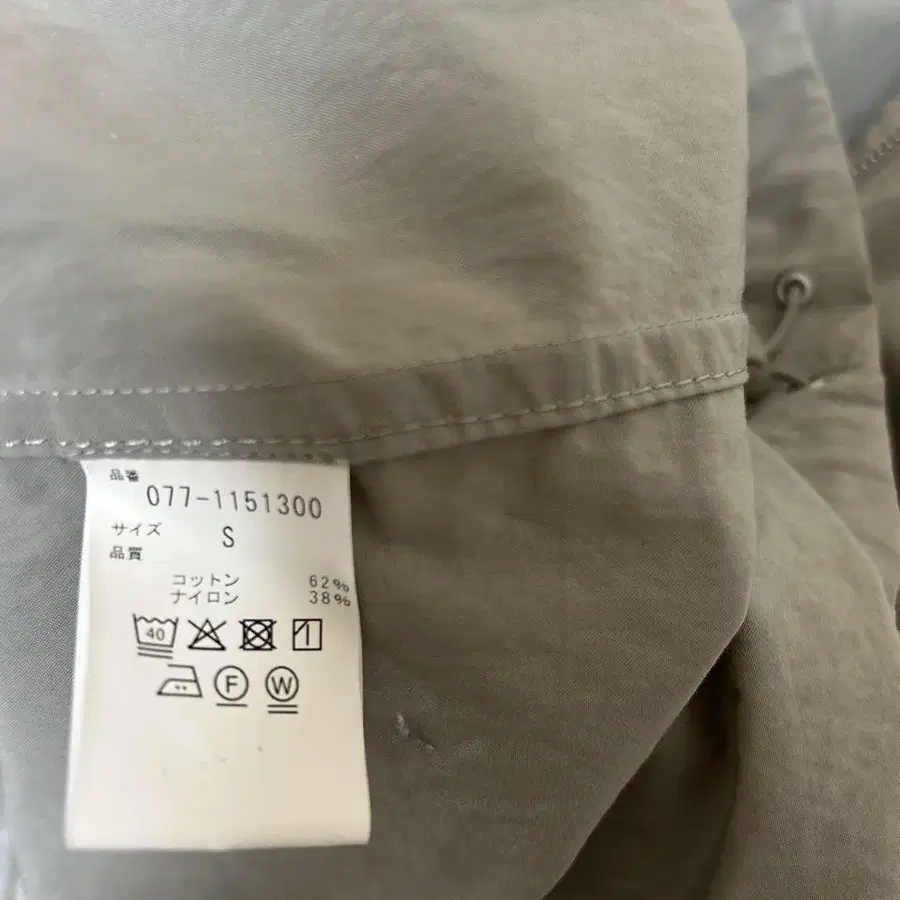 品番
077-1151300
サイズ S
品質
コットン 62%
ナイロン 38%
40
F W